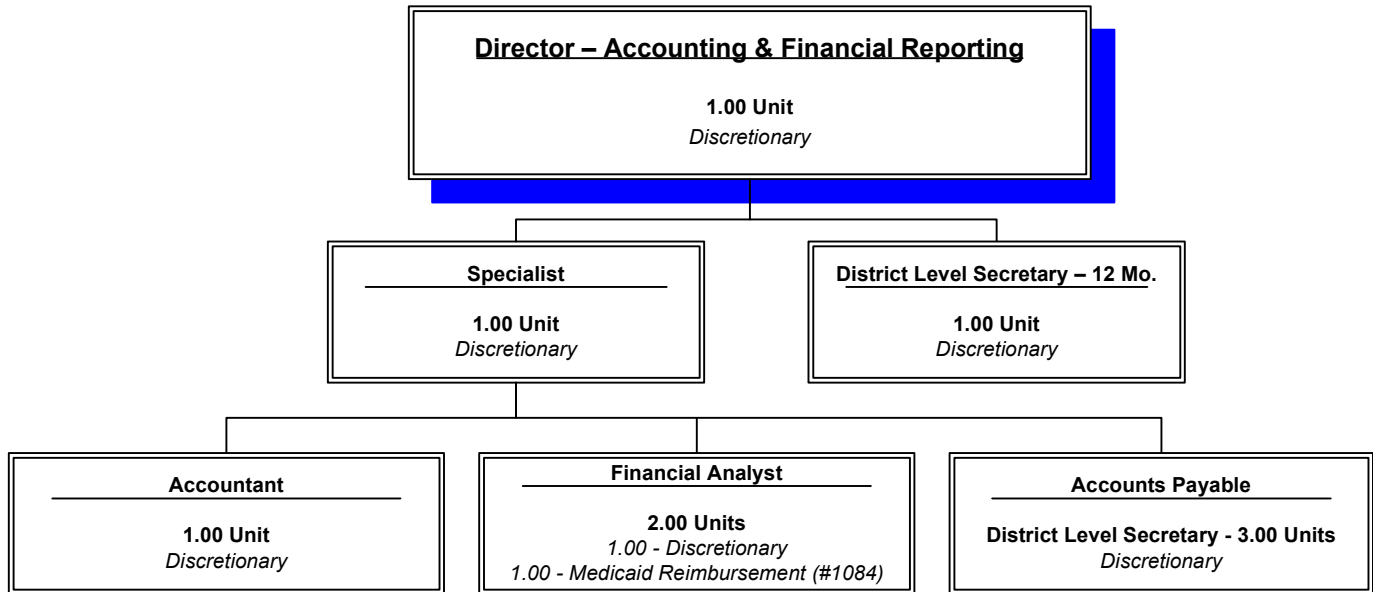 Director – Accounting & Financial Reporting
1.00 Unit
Discretionary
Specialist
1.00 Unit
Discretionary
District Level Secretary – 12 Mo.
1.00 Unit
Discretionary
Accountant
1.00 Unit
Discretionary
Financial Analyst
2.00 Units
1.00 - Discretionary
1.00 - Medicaid Reimbursement (#1084)
Accounts Payable
District Level Secretary - 3.00 Units
Discretionary